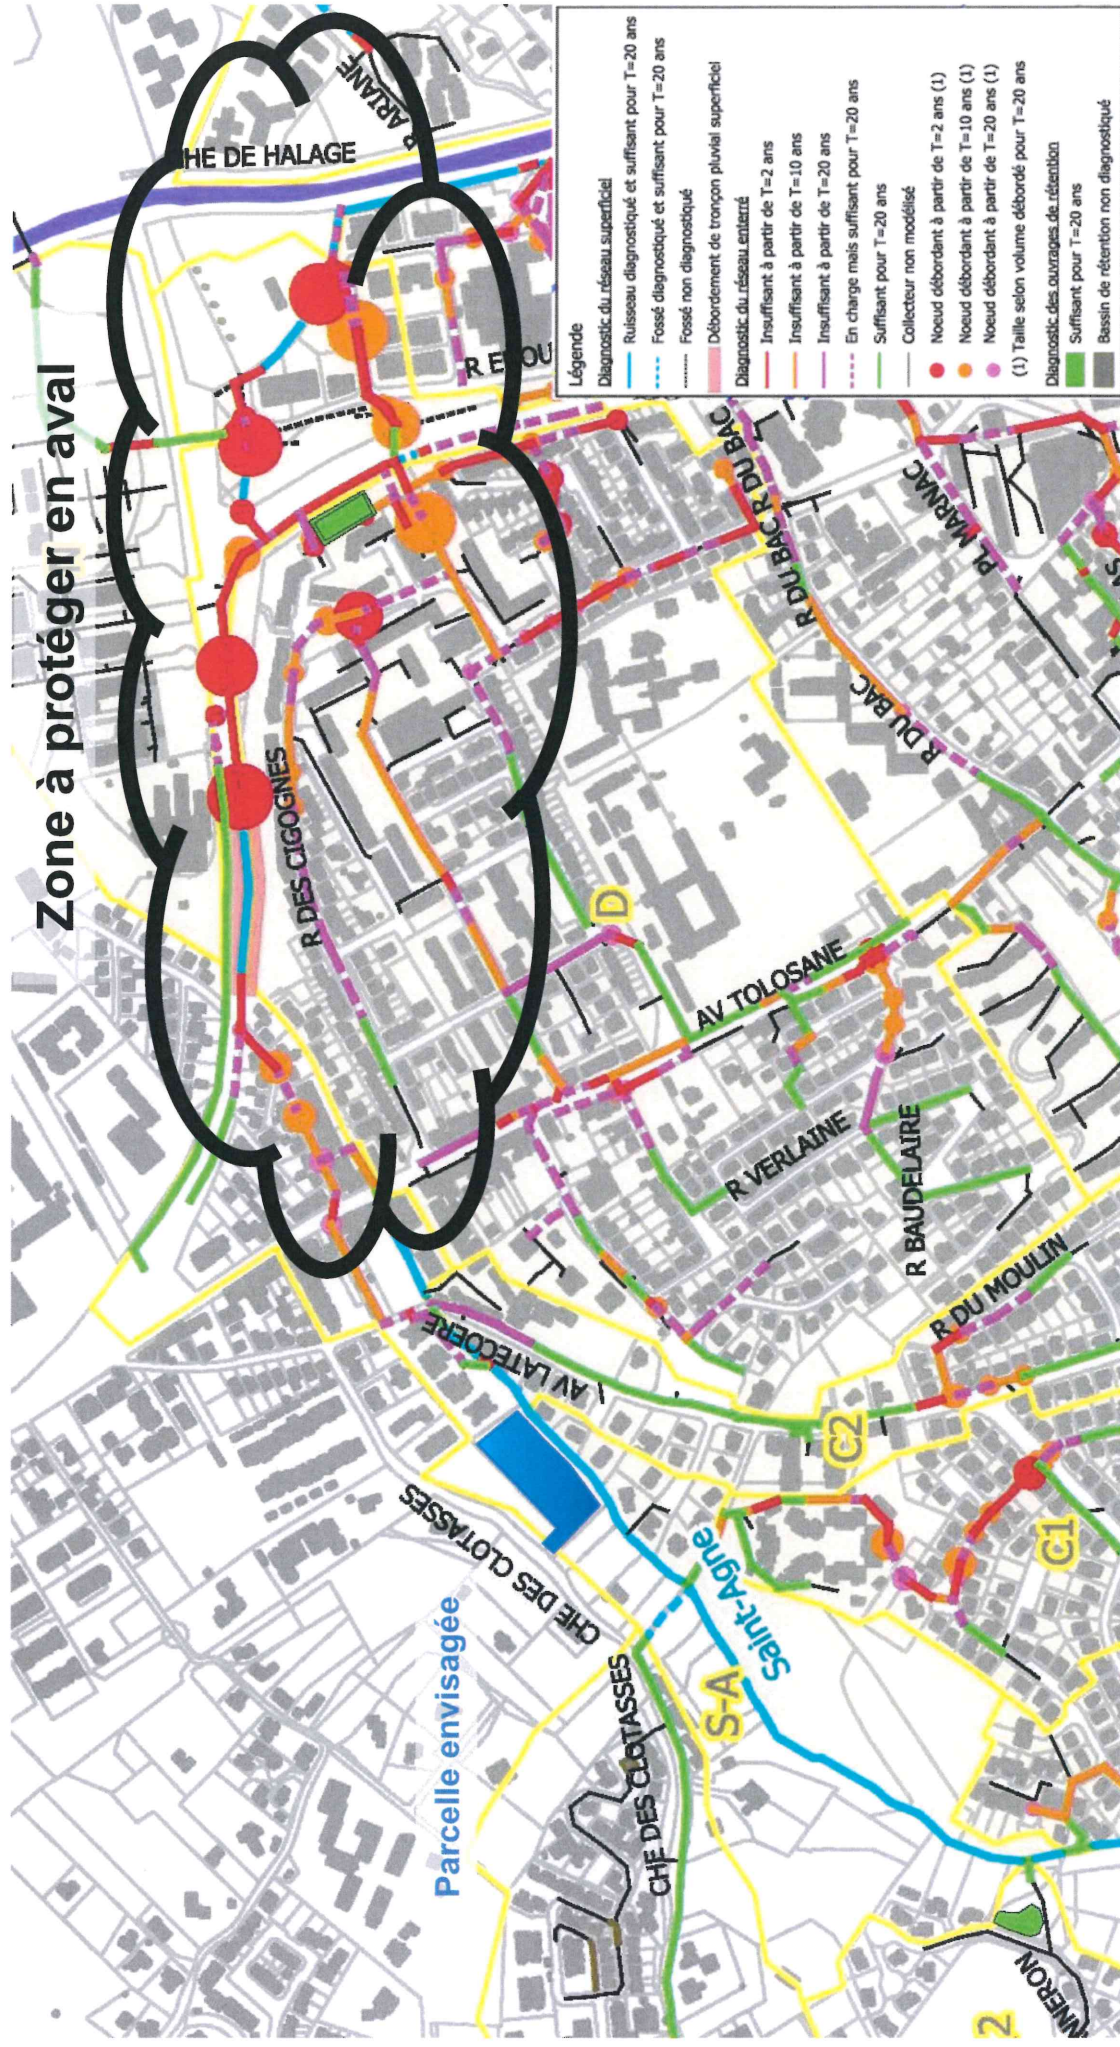 Zone à protéger en aval
CHE DE HALAGE
R ARIANE
R EDOU
R DES CIGOGNES
R DU BAC
R DU BAC
R DU BAC
R DU BAC
PL MARNAC
D
AV TOLOSANE
R VERLAINE
R BAUDELAIRE
R DU MOULIN
AV LATECOERE
C2
C1
CHE DES CLOTASSES
Parcelle envisagée
Saint-Agne
S-A
CHE DES CLOTASSES
NNERON
2
S
Légende
Diagnostic du réseau superficiel
Ruisseau diagnostiqué et suffisant pour T=20 ans
Fossé diagnostiqué et suffisant pour T=20 ans
Fossé non diagnostiqué
Débordement de tronçon pluvial superficiel
Diagnostic du réseau enterré
Insuffisant à partir de T=2 ans
Insuffisant à partir de T=10 ans
Insuffisant à partir de T=20 ans
En charge mais suffisant pour T=20 ans
Suffisant pour T=20 ans
Collecteur non modélisé
Noeud débordant à partir de T=2 ans (1)
Noeud débordant à partir de T=10 ans (1)
Noeud débordant à partir de T=20 ans (1)
(1) Taille selon volume débordé pour T=20 ans
Diagnostic des ouvrages de rétention
Suffisant pour T=20 ans
Bassin de rétention non diagnostiqué